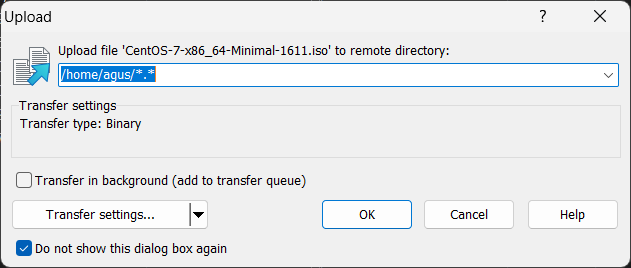 Upload
?
Upload file 'CentOS-7-x86_64-Minimal-1611.iso' to remote directory:
/home/agus/*.*
Transfer settings
Transfer type: Binary
Transfer in background (add to transfer queue)
Transfer settings...
OK
Cancel
Help
Do not show this dialog box again